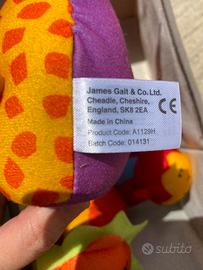 James Galt & Co. Ltd.
Cheadle, Cheshire,
England, SK8 2EA
CE
Made in China
Product Code: A1129H
Batch Code: 014131
subito